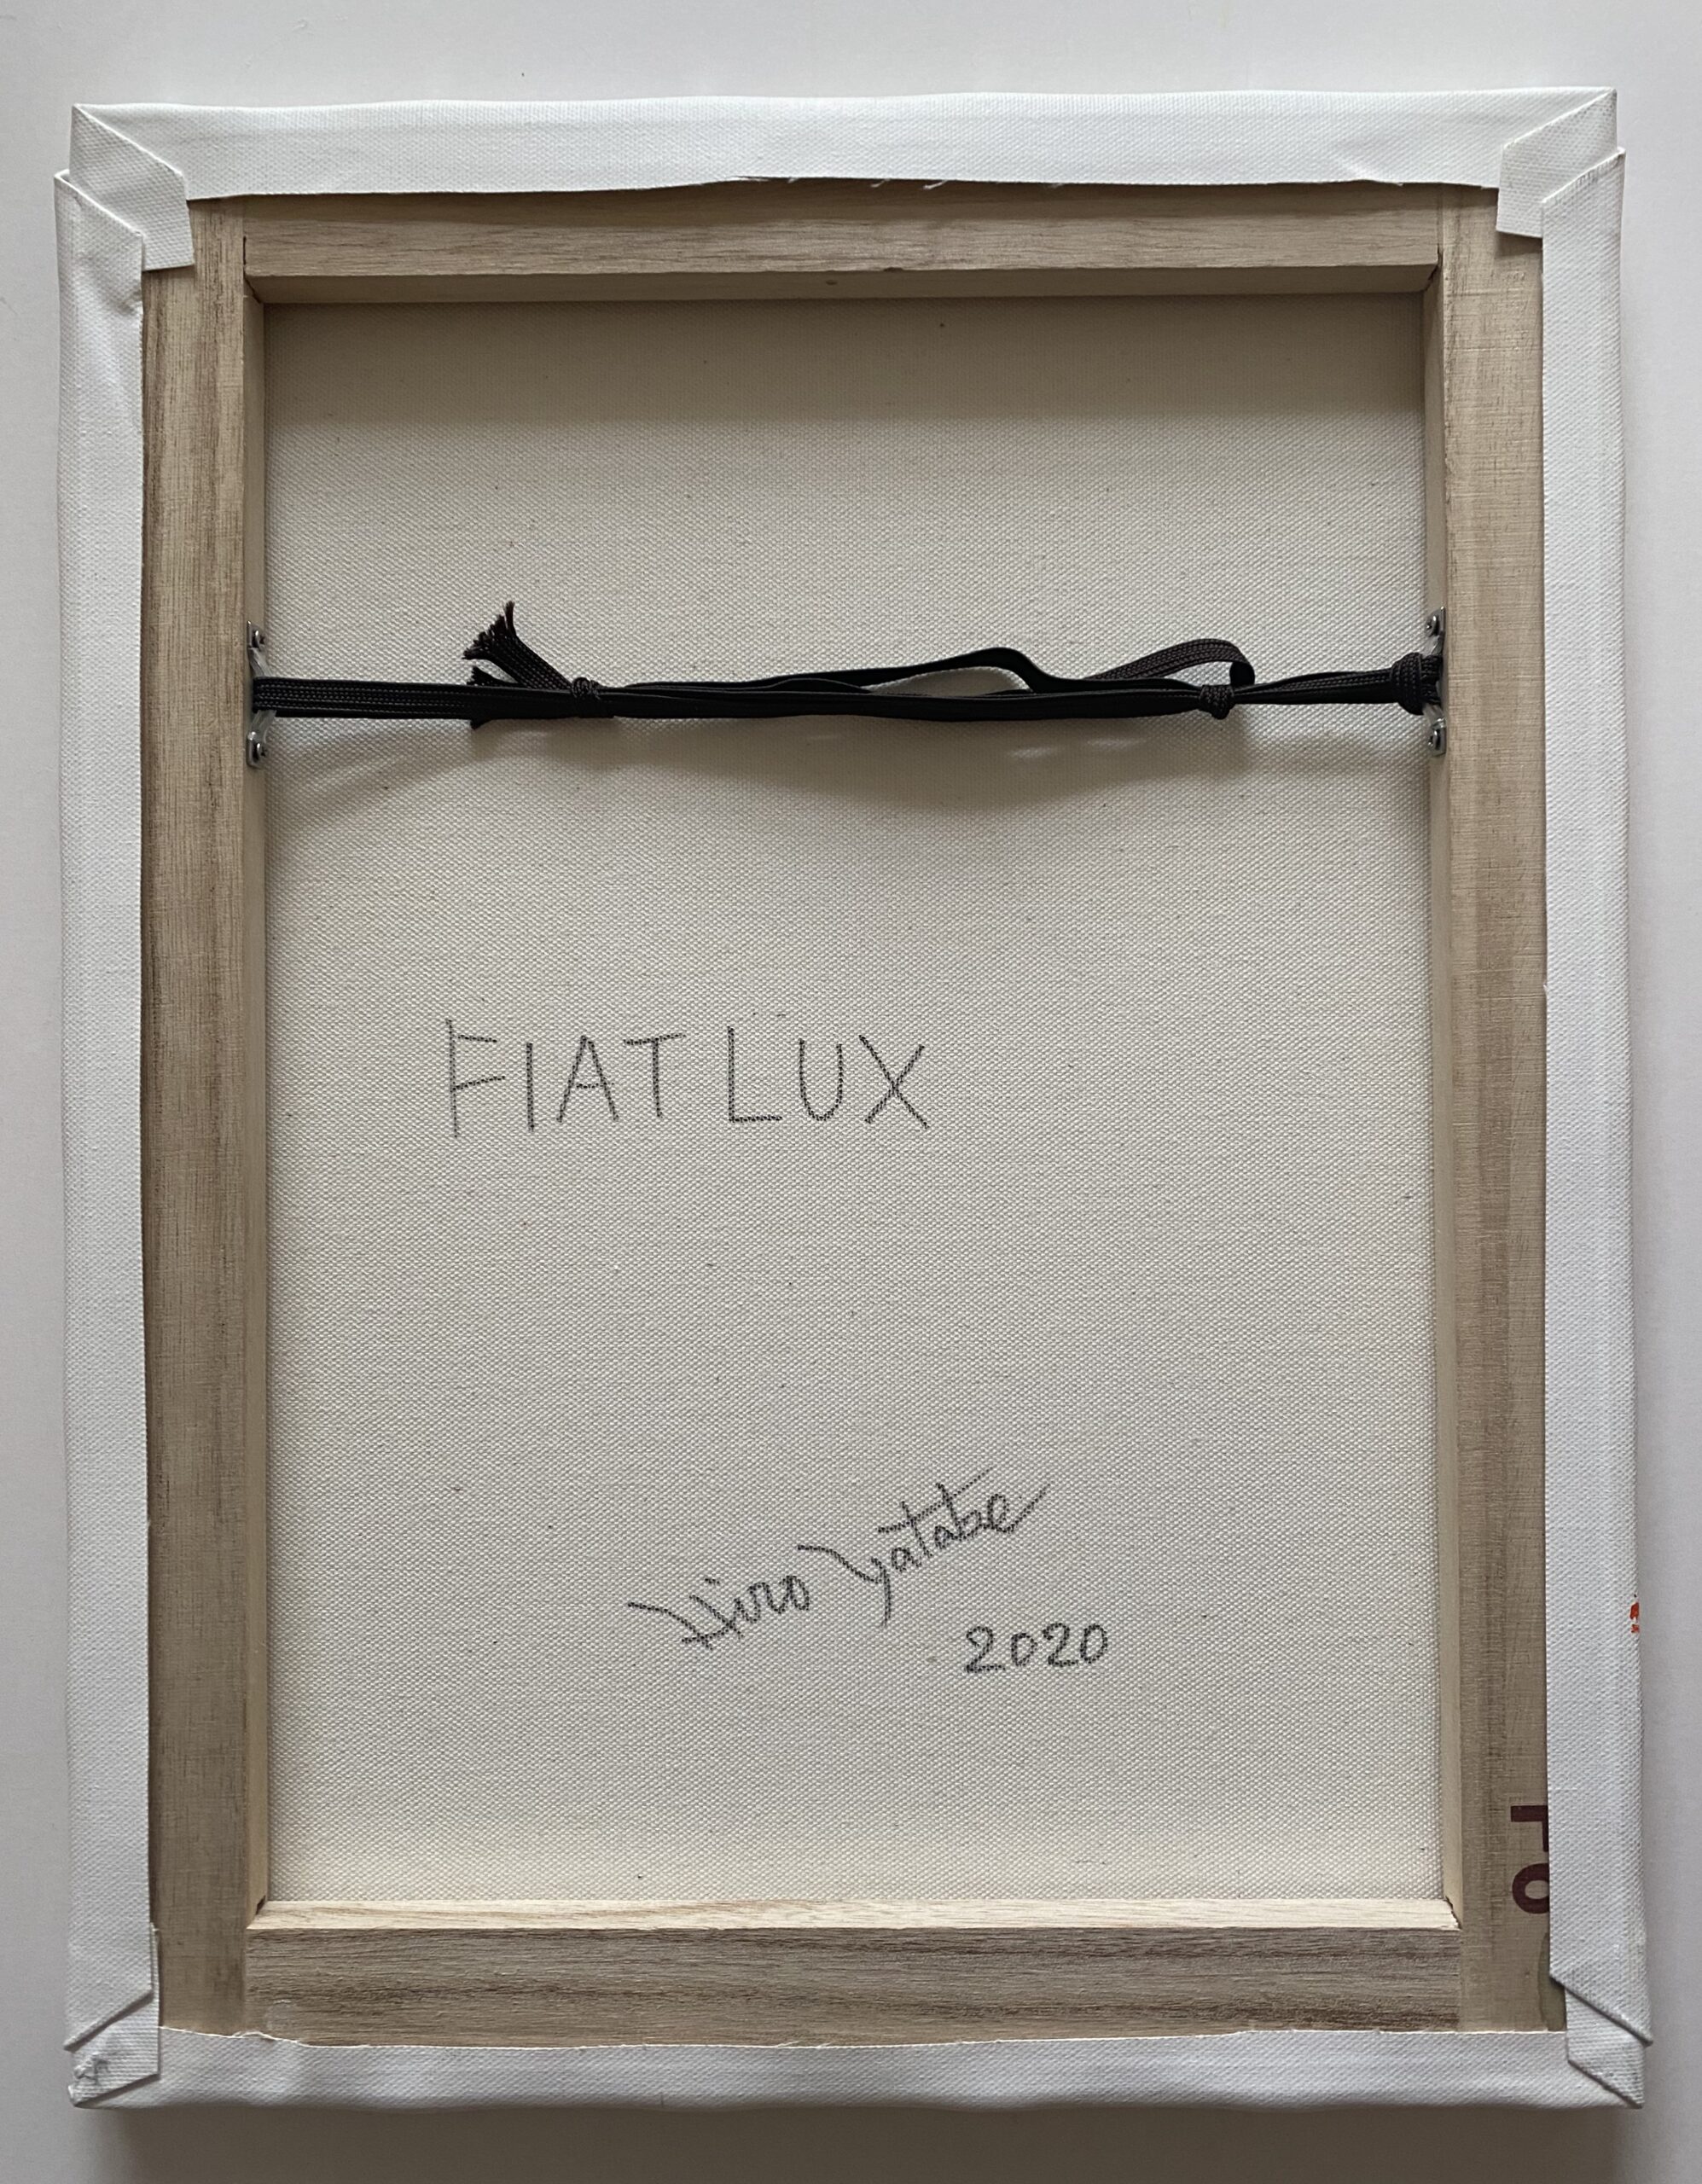 FIAT LUX
Hiro Yatabe
2020